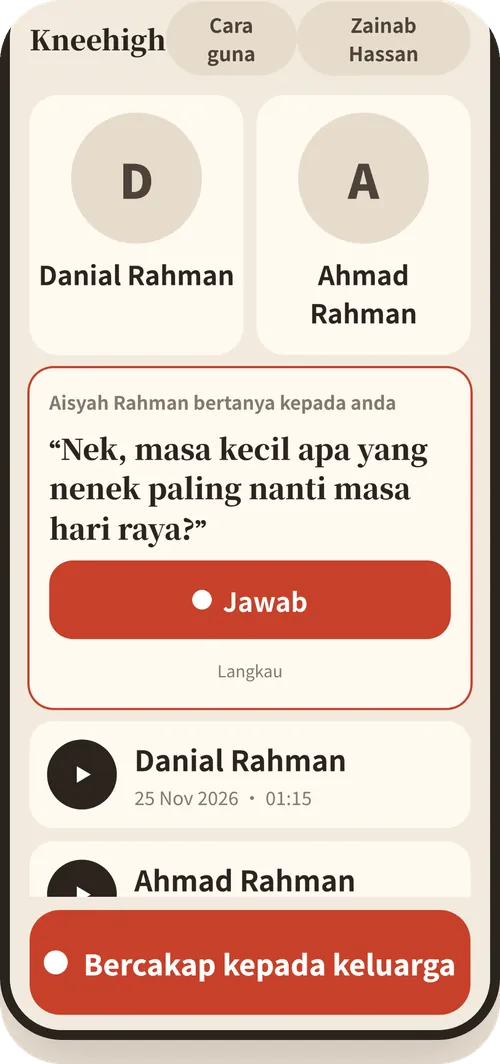 Kneehigh
Cara
guna
Zainab
Hassan
D
Danial Rahman
A
Ahmad
Rahman
Aisyah Rahman bertanya kepada anda
“Nek, masa kecil apa yang
nenek paling nanti masa
hari raya?”
Jawab
Langkau
Danial Rahman
25 Nov 2026 • 01:15
Ahmad Rahman
Bercakap kepada keluarga